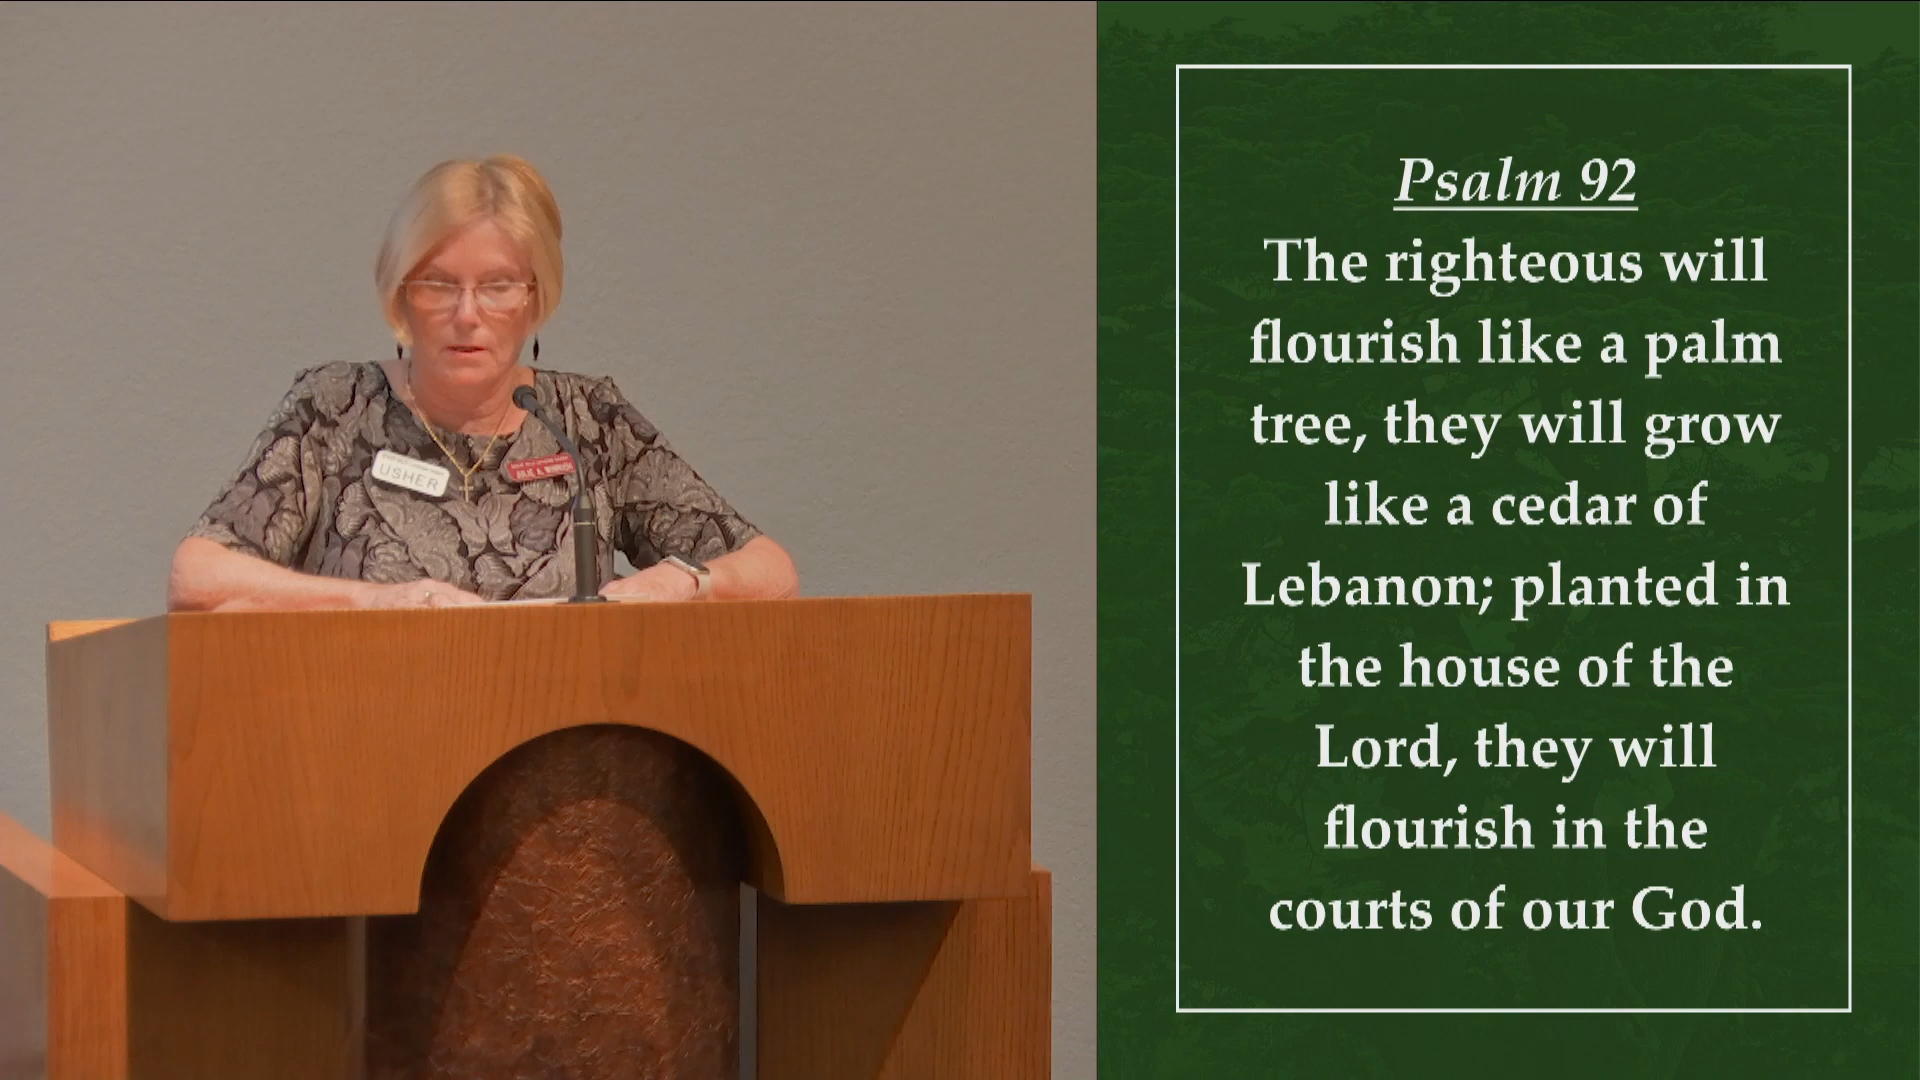 USHER
Psalm 92
The righteous will
flourish like a palm
tree, they will grow
like a cedar of
Lebanon; planted in
the house of the
Lord, they will
flourish in the
courts of our God.